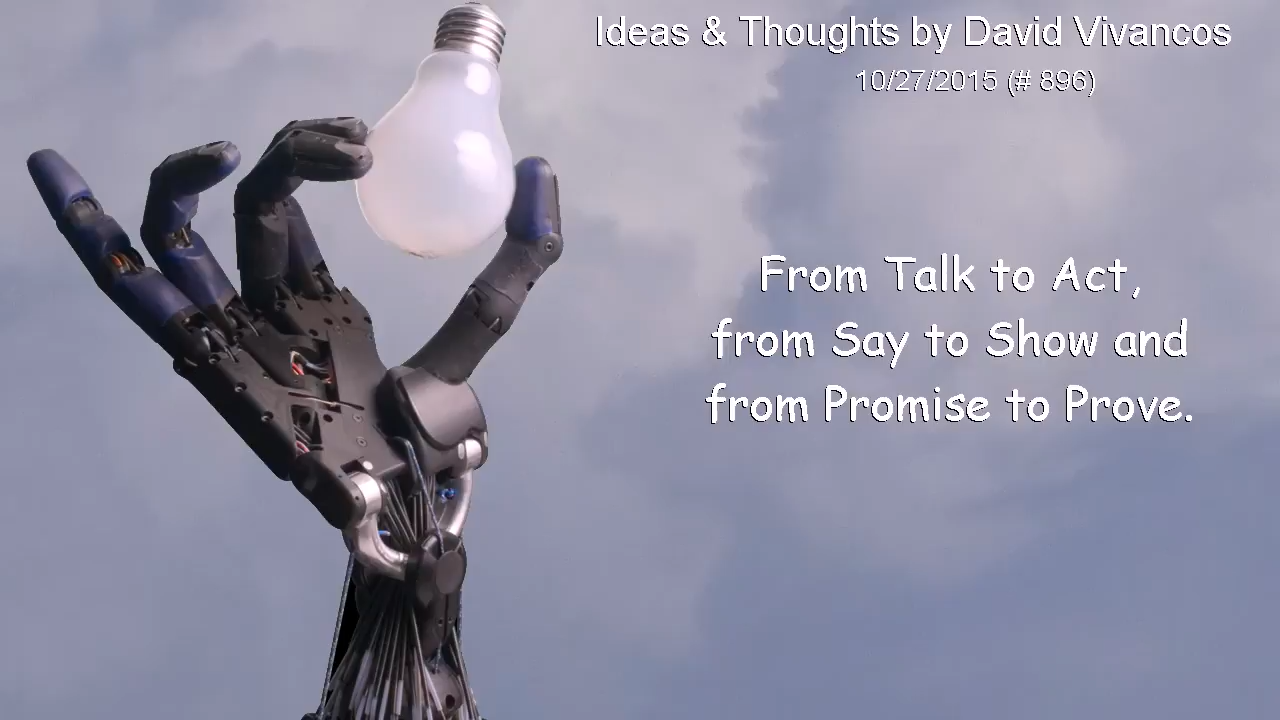 Ideas & Thoughts by David Vivancos
10/27/2015 (# 896)
From Talk to Act,
from Say to Show and
from Promise to Prove.